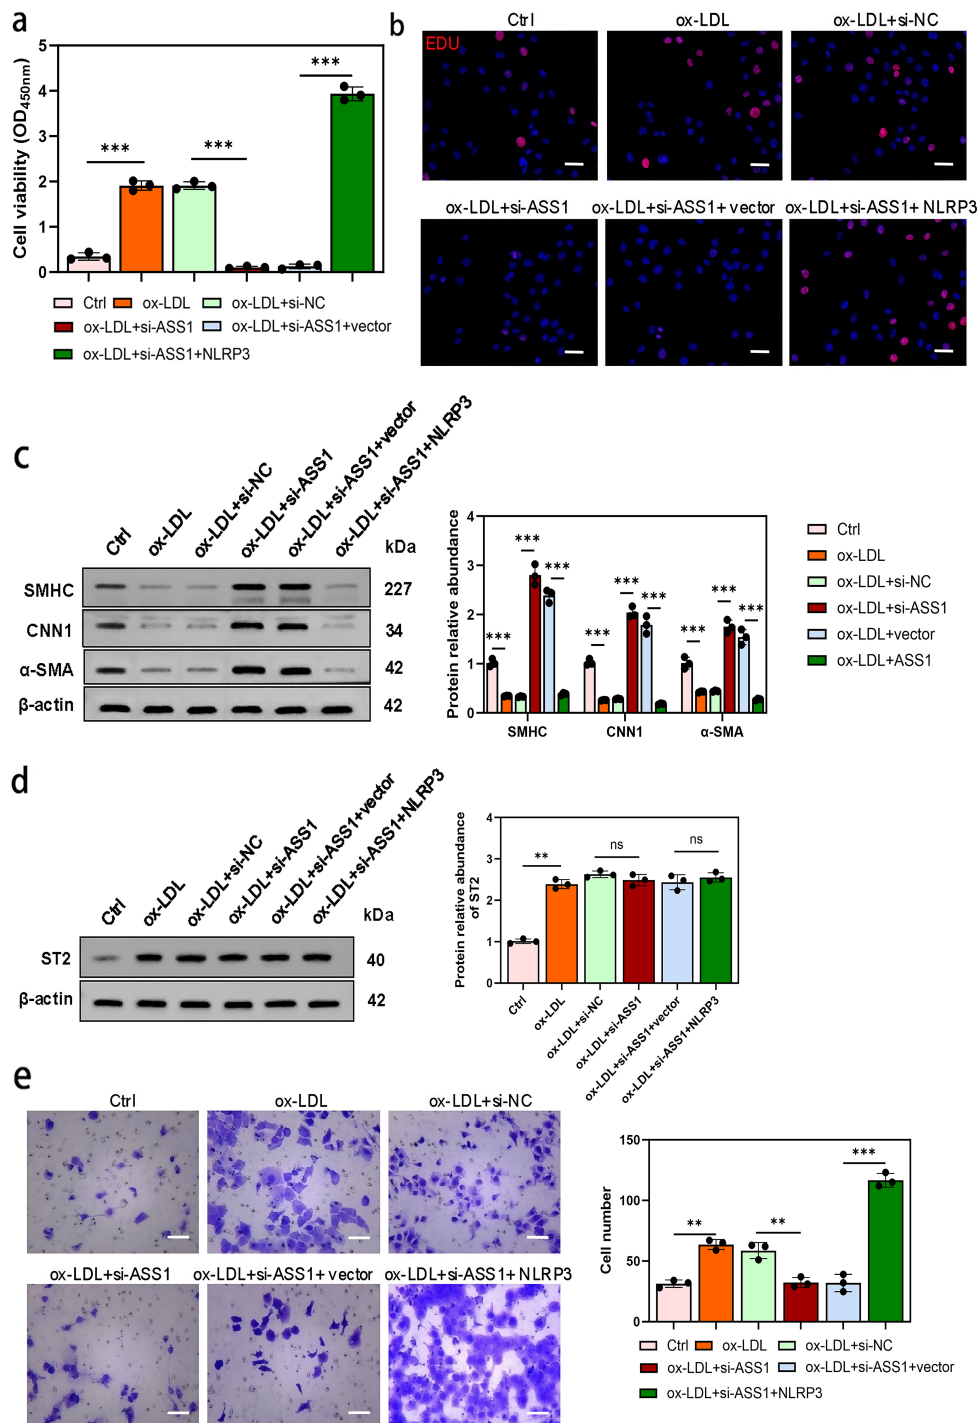 a
Cell viability (OD450nm)
5
4
3
2
1
0
***
***
***
Ctrl
ox-LDL
ox-LDL+si-NC
ox-LDL+si-ASS1
ox-LDL+si-ASS1+vector
ox-LDL+si-ASS1+NLRP3
b
Ctrl
ox-LDL
ox-LDL+si-NC
EDU
ox-LDL+si-ASS1
ox-LDL+si-ASS1+vector
ox-LDL+si-ASS1+NLRP3
c
Ctrl
ox-LDL
ox-LDL+si-NC
ox-LDL+si-ASS1
ox-LDL+si-ASS1+vector
ox-LDL+si-ASS1+NLRP3
kDa
SMHC
227
CNN1
34
α-SMA
42
β-actin
42
Protein relative abundance
4
3
2
1
0
***
***
***
***
***
***
***
***
***
SMHC
CNN1
α-SMA
Ctrl
ox-LDL
ox-LDL+si-NC
ox-LDL+si-ASS1
ox-LDL+vector
ox-LDL+ASS1
d
Ctrl
ox-LDL
ox-LDL+si-NC
ox-LDL+si-ASS1
ox-LDL+si-ASS1+vector
ox-LDL+si-ASS1+NLRP3
kDa
ST2
40
β-actin
42
Protein relative abundance
of ST2
4
3
2
1
0
**
ns
ns
Ctrl
ox-LDL
ox-LDL+si-NC
ox-LDL+si-ASS1
ox-LDL+si-ASS1+vector
ox-LDL+si-ASS1+NLRP3
e
Ctrl
ox-LDL
ox-LDL+si-NC
ox-LDL+si-ASS1
ox-LDL+si-ASS1+vector
ox-LDL+si-ASS1+NLRP3
Cell number
150
100
50
0
**
**
***
Ctrl
ox-LDL
ox-LDL+si-NC
ox-LDL+si-ASS1
ox-LDL+si-ASS1+vector
ox-LDL+si-ASS1+NLRP3